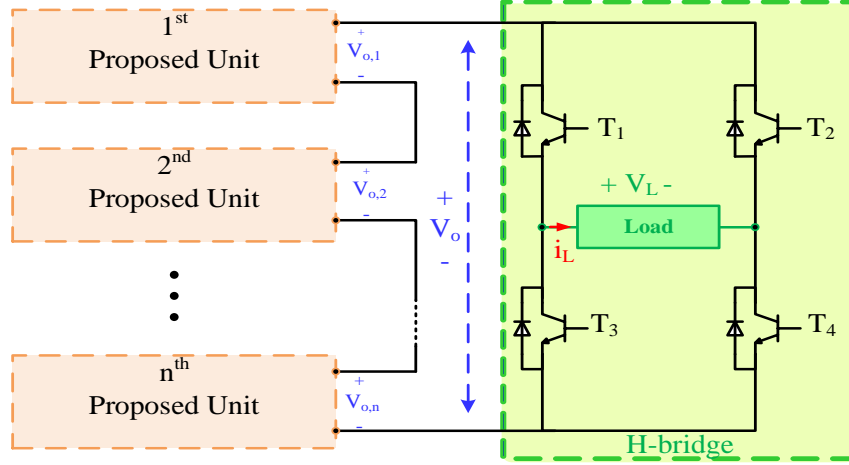 1st
Proposed Unit
+
Vo,1
-
2nd
Proposed Unit
+
Vo,2
-
nth
Proposed Unit
+
Vo,n
-
+
Vo
-
T1
T2
+ VL -
Load
iL
T3
T4
H-bridge